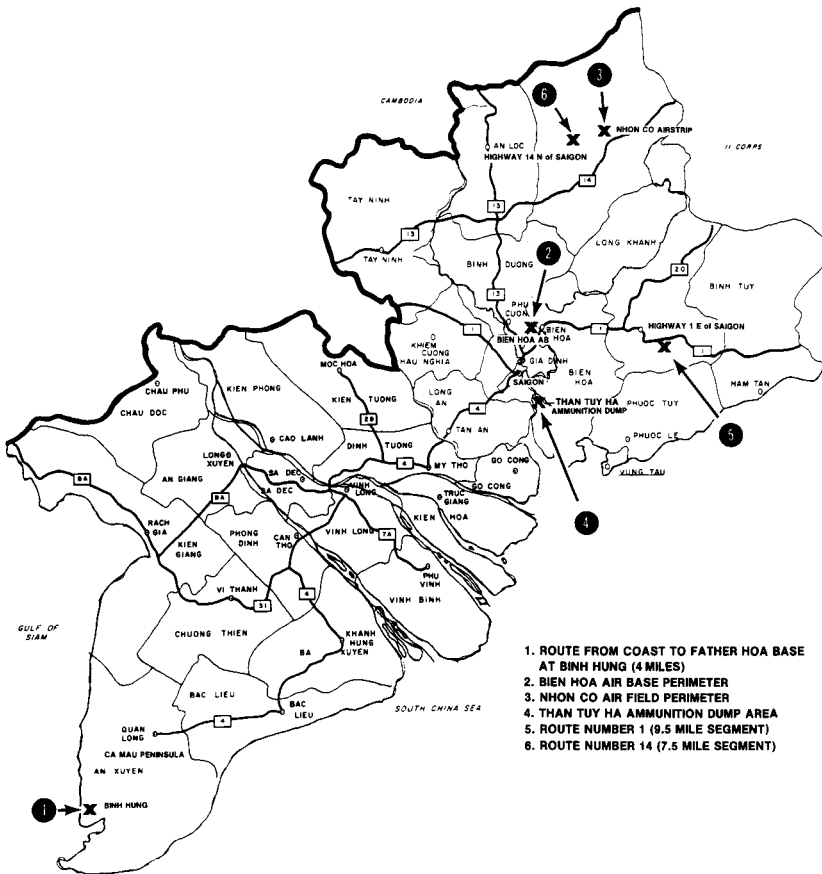 6
3
CAMBODIA
NHON CO AIRSTRIP
AN LOC
HIGHWAY 14 N of SAIGON
II CORPS
14
TAY NINH
13
13
LONG KHANH
TAY NINH
BINH DUONG
2
20
BINH TUY
13
PHU CUON
1
BIEN HOA
1
HIGHWAY 1 E of SAIGON
BIEN HOA AB
KHIEM CUONG
HAU NGHIA
GIA DINH
1
MOC HOA
SAIGON
BIEN HOA
CHAU PHU
KIEN PHONG
KIEN TUONG
LONG AN
THAN TUY HA
AMMUNITION DUMP
PHUOC TUY
HAM TAN
CHAU DOC
29
4
TAN AN
5
CAO LANH
DINH TUONG
PHUOC LE
LONG XUYEN
4
MY THO
GO CONG
VUNG TAU
8A
AN GIANG
SA DEC
SA DEC
VINH LONG
GO CONG
8A
TRUC GIANG
4
RACH GIA
KIEN GIANG
PHONG DINH
CAN THO
VINH LONG
KIEN HOA
7A
PHU VINH
VI THANH
31
4
VINH BINH
GULF OF SIAM
CHUONG THIEN
BA XUYEN
KHANH HUNG
BAC LIEU
BAC LIEU
SOUTH CHINA SEA
QUAN LONG
4
CA MAU PENINSULA
AN XUYEN
1
BINH HUNG
1. ROUTE FROM COAST TO FATHER HOA BASE
AT BINH HUNG (4 MILES)
2. BIEN HOA AIR BASE PERIMETER
3. NHON CO AIR FIELD PERIMETER
4. THAN TUY HA AMMUNITION DUMP AREA
5. ROUTE NUMBER 1 (9.5 MILE SEGMENT)
6. ROUTE NUMBER 14 (7.5 MILE SEGMENT)